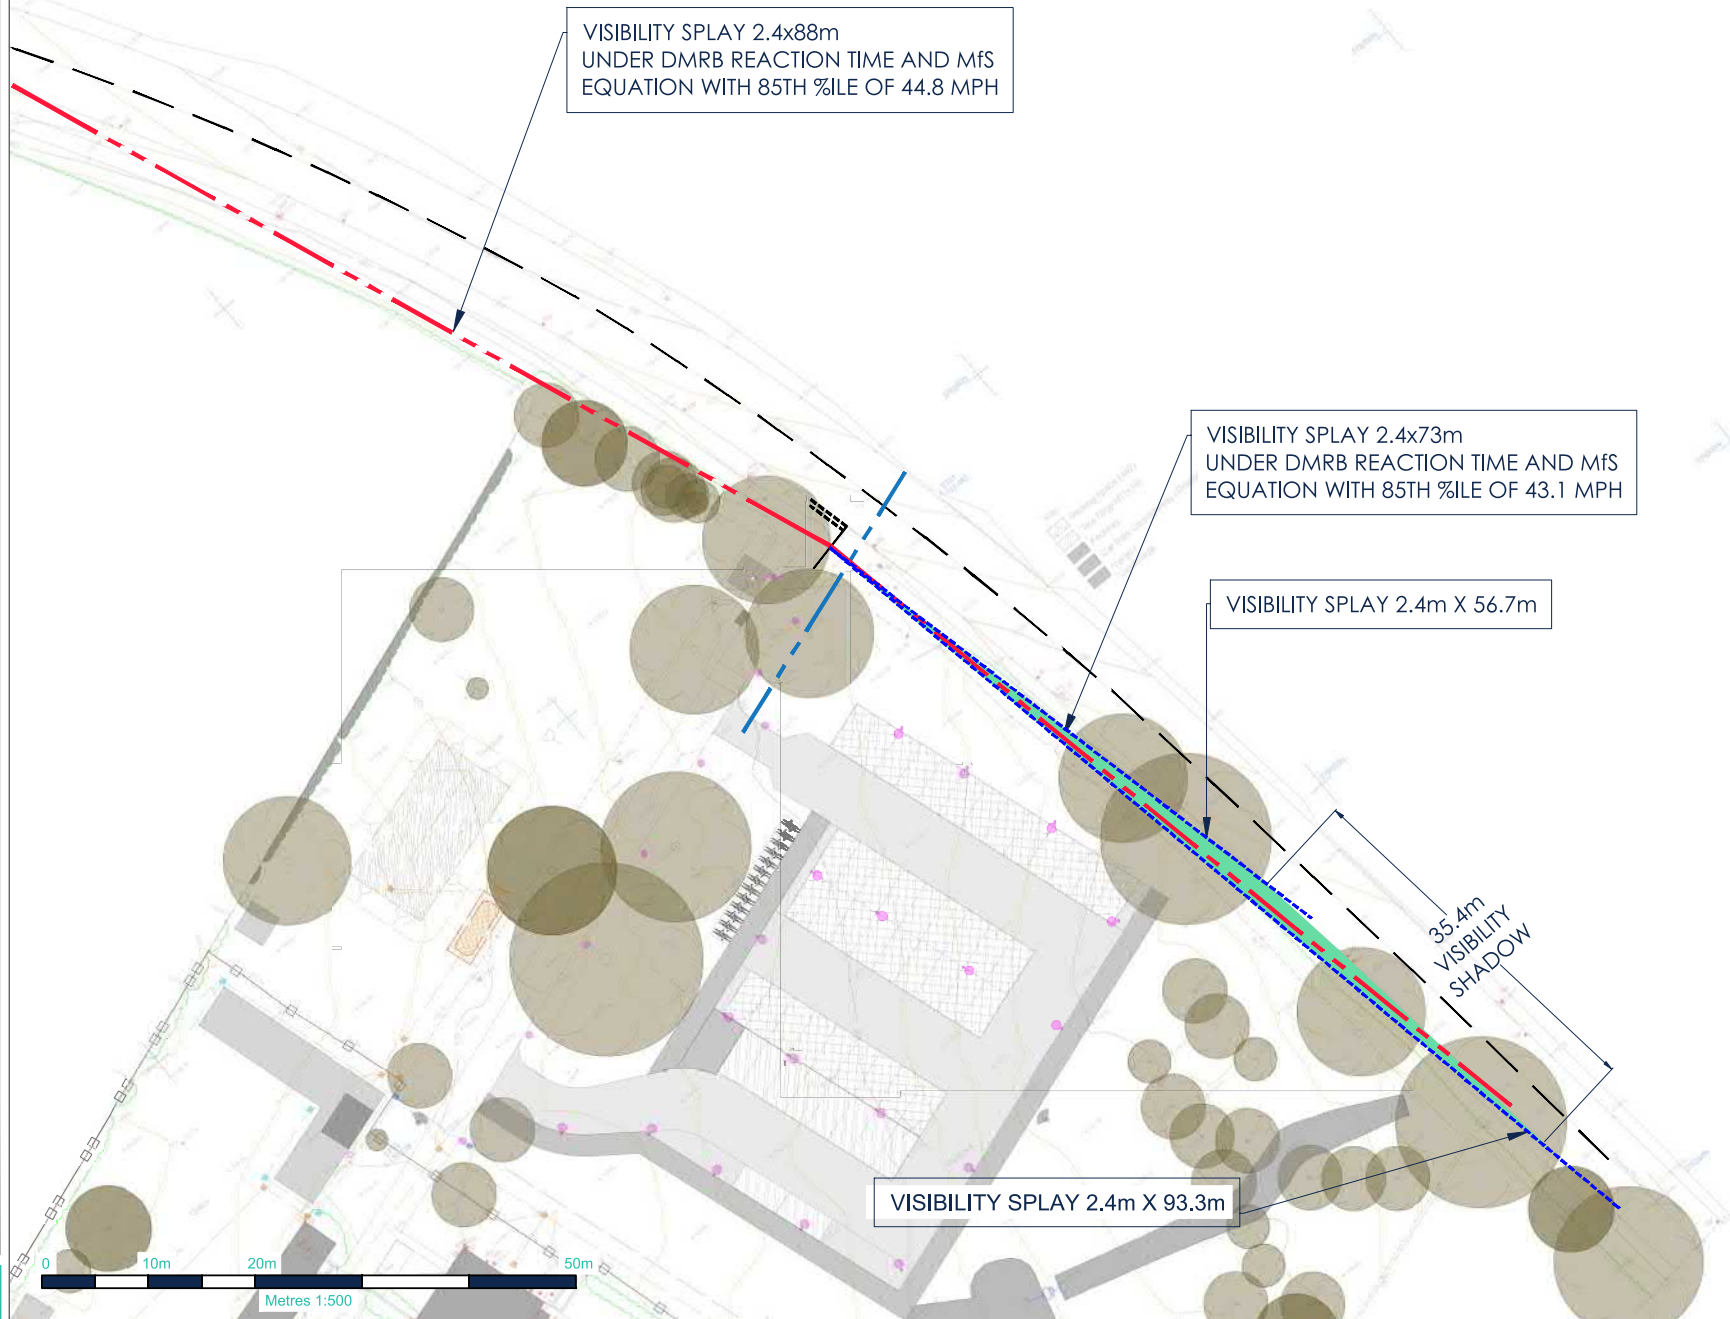 VISIBILITY SPLAY 2.4x88m
UNDER DMRB REACTION TIME AND MfS
EQUATION WITH 85TH %ILE OF 44.8 MPH
VISIBILITY SPLAY 2.4x73m
UNDER DMRB REACTION TIME AND MfS
EQUATION WITH 85TH %ILE OF 43.1 MPH
VISIBILITY SPLAY 2.4m X 56.7m
35.4m
VISIBILITY
SHADOW
VISIBILITY SPLAY 2.4m X 93.3m
0 10m 20m 50m
Metres 1:500